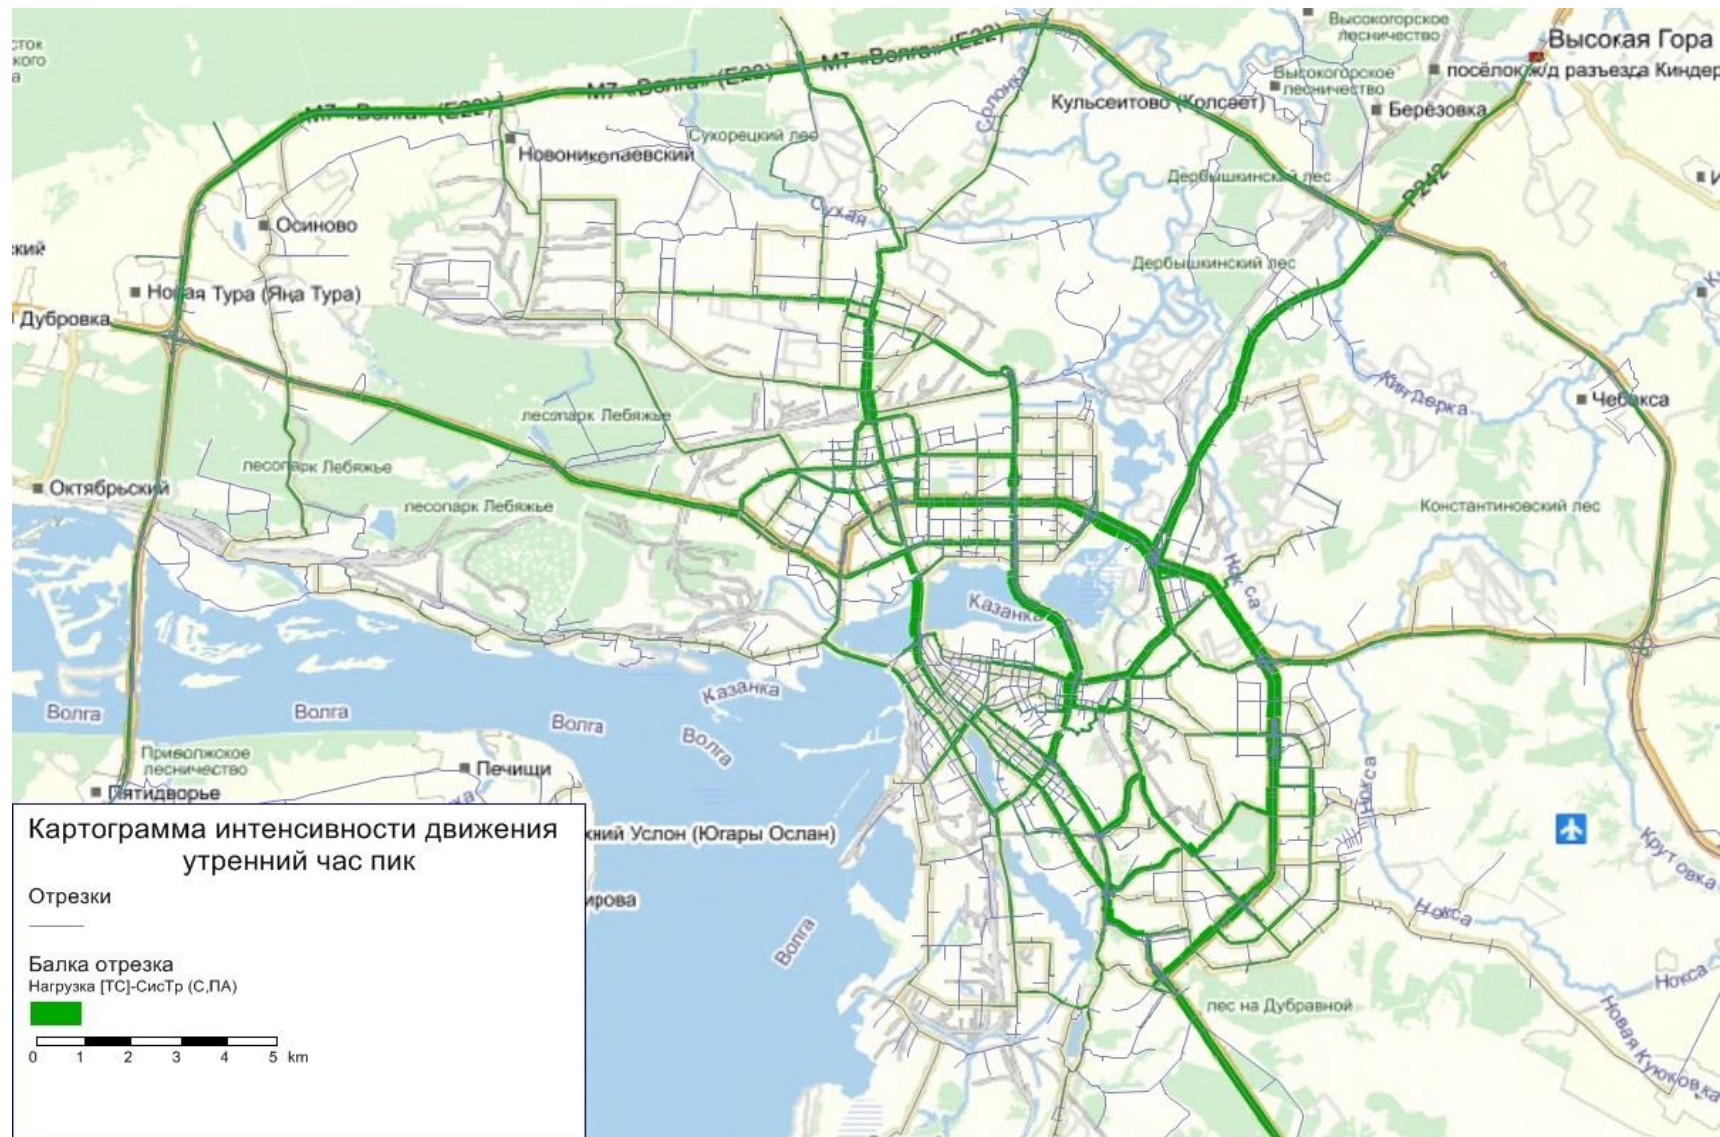 Высокогорское
лесничество
Высокая Гора
посёлок ж/д разъезда Киндер
Высокогорское
лесничество
Берёзовка
Кульсеитово (Колсәет)
Солонка
М7 «Волга» (Е22)
М7 «Волга» (Е22)
М7 «Волга» (Е22)
Сухорецкий лес
Новониколаевский
Дербышкинский лес
Р242
Сухая
Осиново
Дербышкинский лес
Новая Тура (Яңа Тура)
Дубровка
Киндерка
Чебакса
лесопарк Лебяжье
лесопарк Лебяжье
Октябрьский
лесопарк Лебяжье
Константиновский лес
Нокса
Казанка
Казанка
Волга
Волга
Волга
Волга
Приволжское
лесничество
Печищи
Пятидворье
Нокса
Картограмма интенсивности движения
утренний час пик
хний Услон (Югары Ослан)
Крутовка
Отрезки
ирова
Нокса
Волга
Балка отрезка
Нагрузка [ТС]-СисТр (С,ПА)
Нокса
лес на Дубравной
Новая Куюковка
0 1 2 3 4 5 km